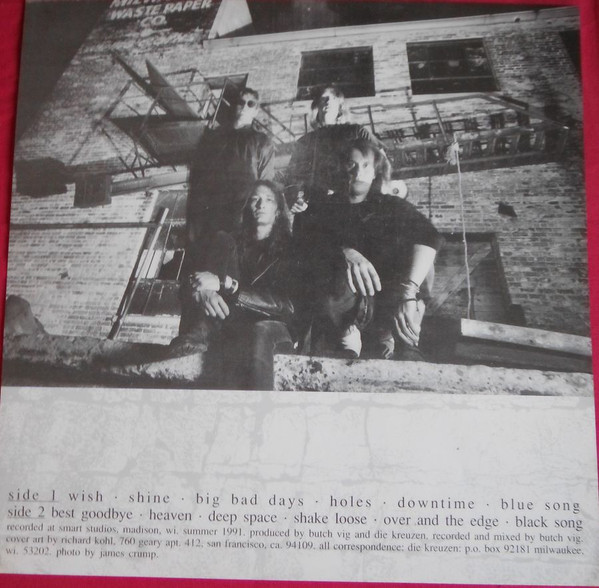 WASTE PAPER
CO.
side 1 wish · shine · big bad days · holes · downtime · blue song
side 2 best goodbye · heaven · deep space · shake loose · over and the edge · black song
recorded at smart studios, madison, wi. summer 1991. produced by butch vig and die kreuzen. recorded and mixed by butch vig.
cover art by richard kohl, 760 geary apt. 412, san francisco, ca. 94109. all correspondence: die kreuzen: p.o. box 92181 milwaukee,
wi. 53202. photo by james crump.